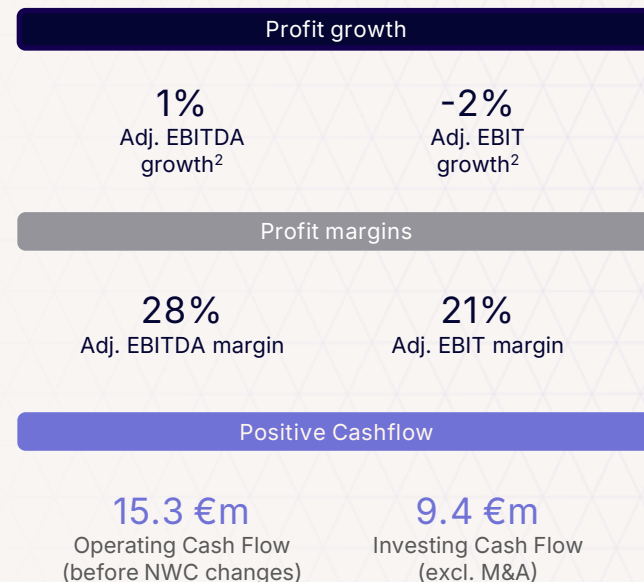 Profit growth
1% -2%
Adj. EBITDA Adj. EBIT
growth² growth²
Profit margins
28% 21%
Adj. EBITDA margin Adj. EBIT margin
Positive Cashflow
15.3 €m 9.4 €m
Operating Cash Flow Investing Cash Flow
(before NWC changes) (excl. M&A)